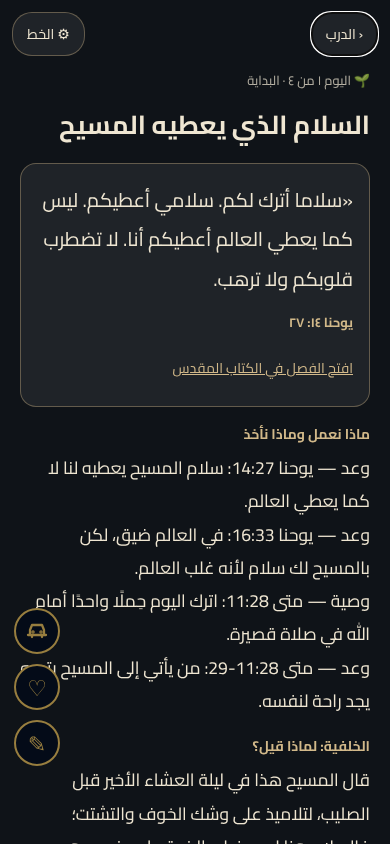 ‹ الدرب
⚙ الخط
🌱 اليوم ١ من ٤ · البداية
السلام الذي يعطيه المسيح
«سلاما أترك لكم. سلامي أعطيكم. ليس
كما يعطي العالم أعطيكم أنا. لا تضطرب
قلوبكم ولا ترهب.
يوحنا ١٤: ٢٧
افتح الفصل في الكتاب المقدس
ماذا نعمل وماذا نأخذ
وعد — يوحنا 14:27: سلام المسيح يعطيه لنا لا
كما يعطي العالم.
وعد — يوحنا 16:33: في العالم ضيق، لكن
بالمسيح لك سلام لأنه غلب العالم.
وصية — متى 11:28: اترك اليوم حِملًا واحدًا أمام
الله في صلاة قصيرة.
وعد — متى 11:28-29: من يأتي إلى المسيح
يجد راحة لنفسه.
الخلفية: لماذا قيل؟
قال المسيح هذا في ليلة العشاء الأخير قبل
الصليب، لتلاميذ على وشك الخوف والتشتت؛